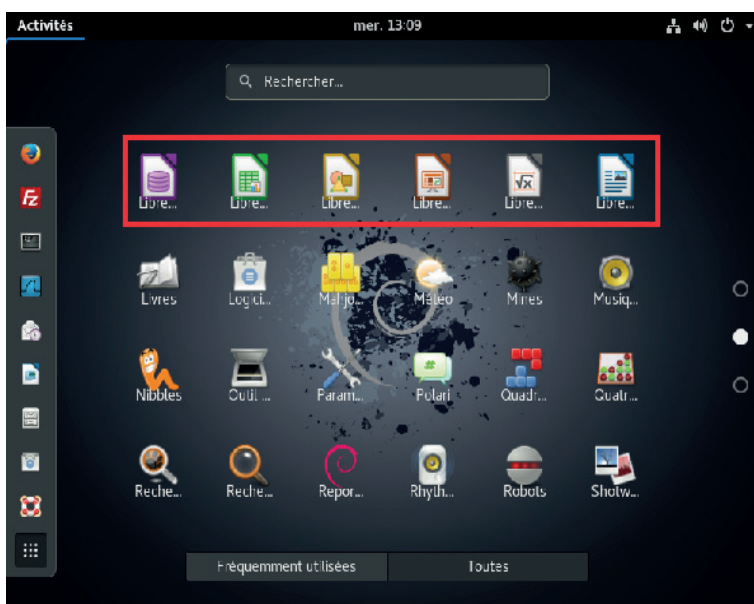 Activités mer. 13:09
Rechercher...
Libre... Libre... Libre... Libre... Libre... Libre...
Livres Logici... Mahjo... Météo Mines Musiq...
Nibbles Outil ... Param... Polari Quadr... Quatr...
Reche... Reche... Repor... Rhyth... Robots Shotw...
Fréquemment utilisées Toutes